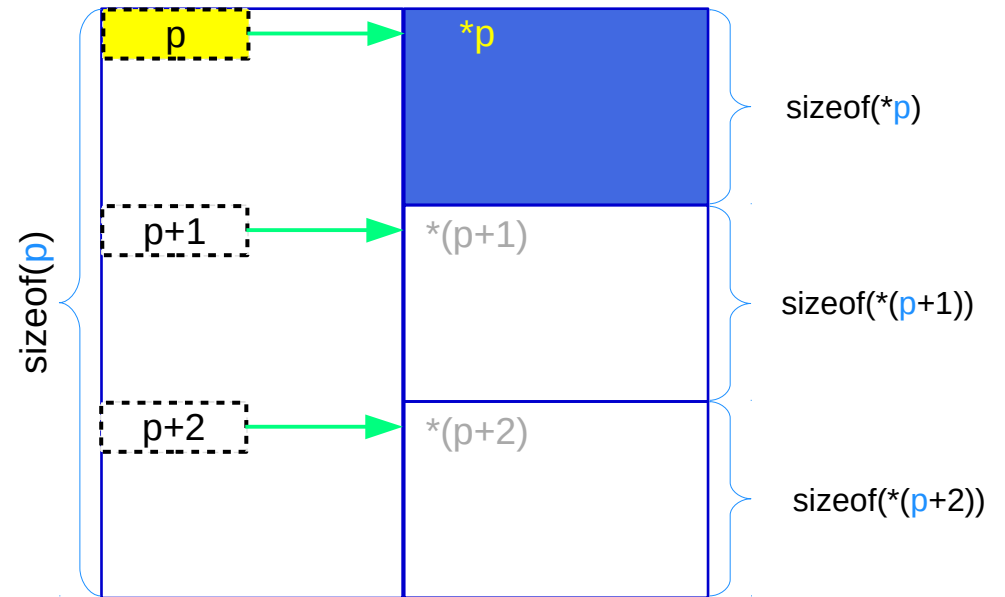 p
*p
sizeof(*p)
p+1
*(p+1)
sizeof(p)
sizeof(*(p+1))
p+2
*(p+2)
sizeof(*(p+2))